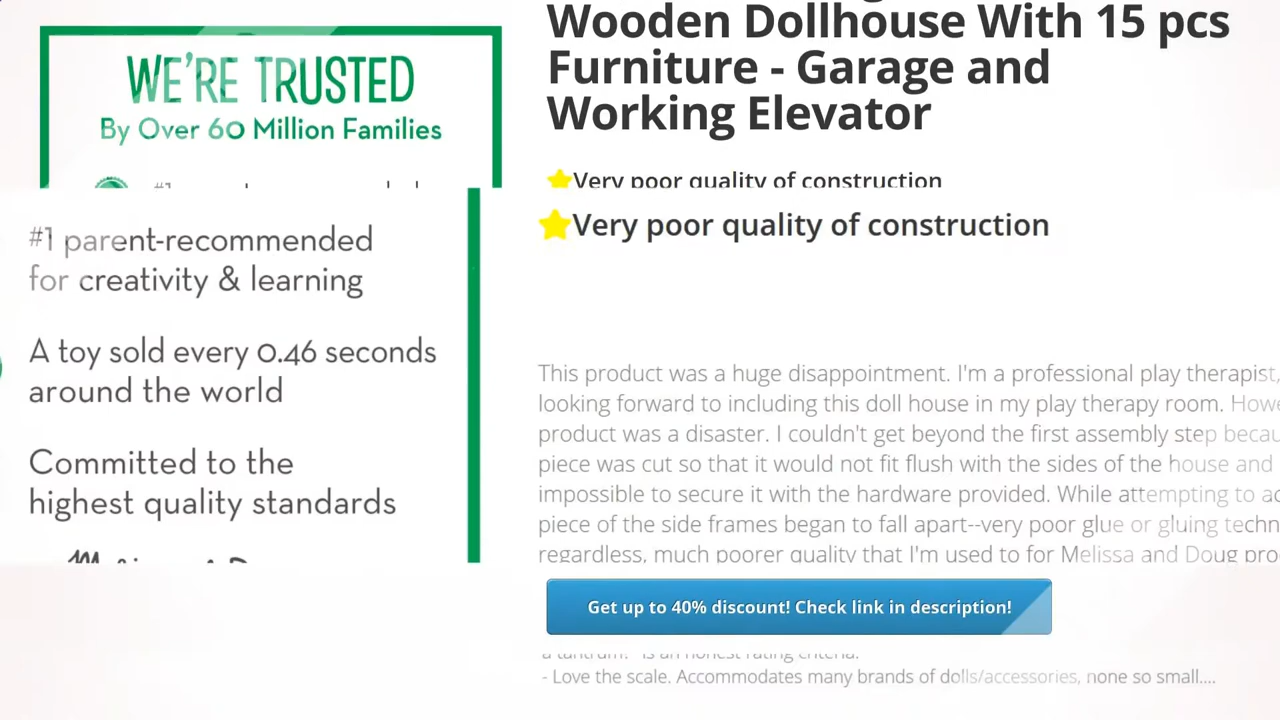 WE'RE TRUSTED
By Over 60 Million Families
#1 parent-recommended
for creativity & learning
A toy sold every 0.46 seconds
around the world
Committed to the
highest quality standards
Wooden Dollhouse With 15 pcs
Furniture - Garage and
Working Elevator
Very poor quality of construction
Very poor quality of construction
This product was a huge disappointment. I'm a professional play therapist,
looking forward to including this doll house in my play therapy room.
product was a disaster. I couldn't get beyond the first assembly step
piece was cut so that it would not fit flush with the sides of the house and
impossible to secure it with the hardware provided. While attempting to
piece of the side frames began to fall apart--very poor glue or gluing
regardless, much poorer quality that I'm used to for Melissa and Doug
Get up to 40% discount! Check link in description!
a tantrum?" is an honest rating criteria.
- Love the scale. Accommodates many brands of dolls/accessories, none so small....